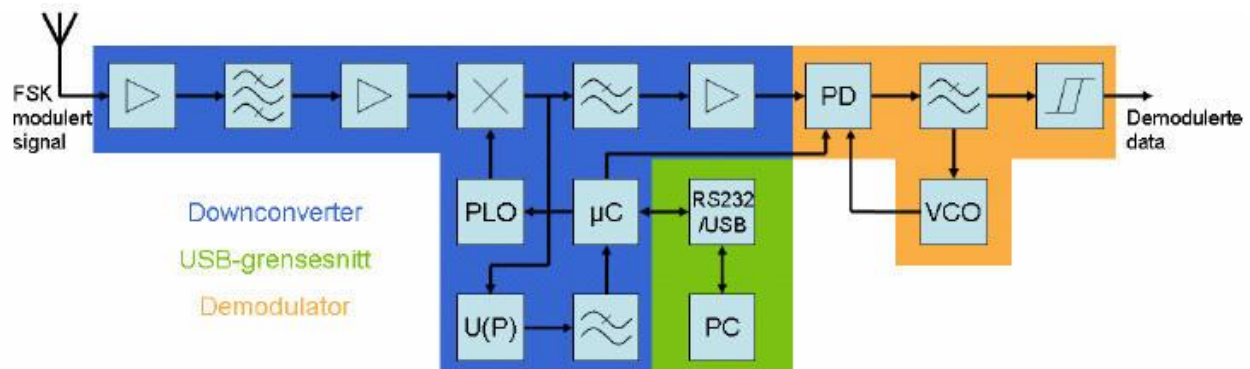 FSK
modulert
signal
PD
Demodulerte
data
PLO
µC
RS232
/USB
VCO
Downconverter
USB-grensesnitt
Demodulator
U(P)
PC